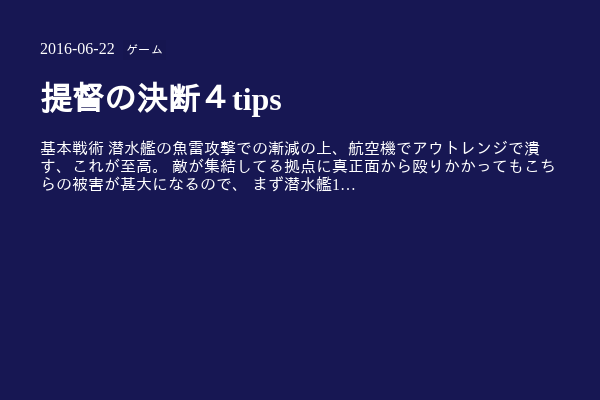 2016-06-22 ゲーム
提督の決断４tips
基本戦術 潜水艦の魚雷攻撃での漸減の上、航空機でアウトレンジで潰
す、これが至高。 敵が集結してる拠点に真正面から殴りかかってもこち
らの被害が甚大になるので、 まず潜水艦1…